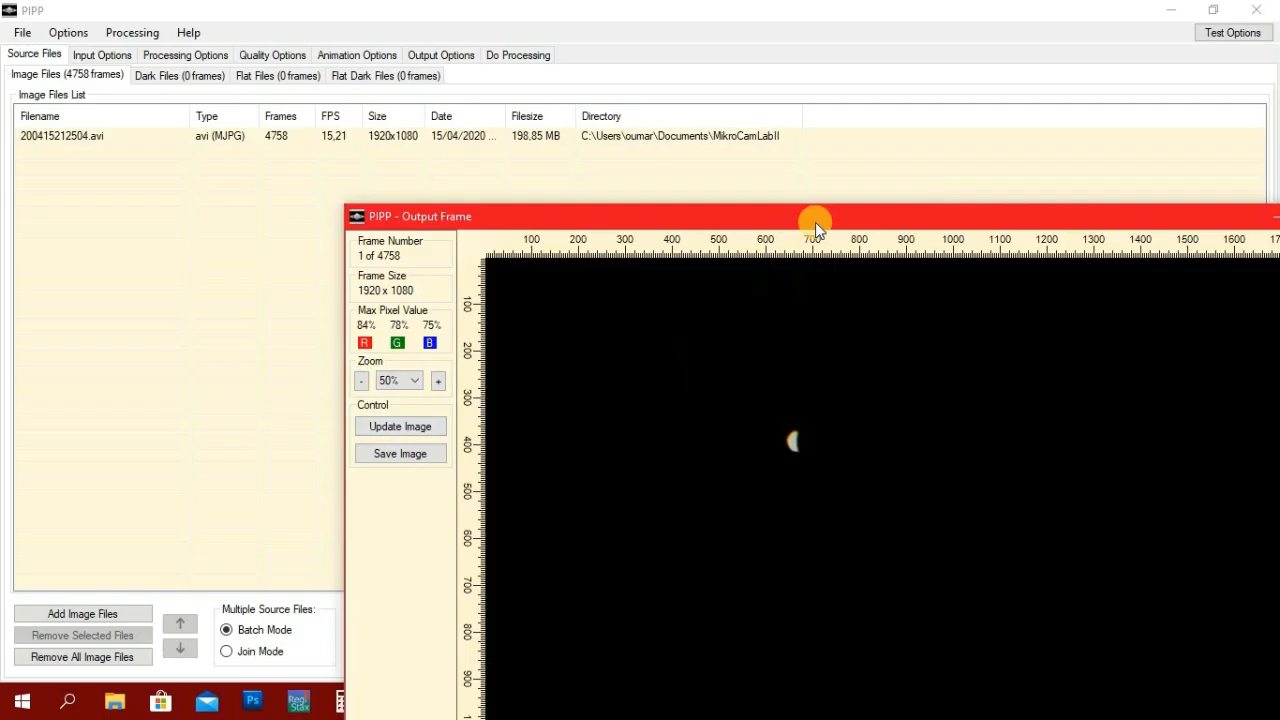 PIPP
File Options Processing Help Test Options
Source Files Input Options Processing Options Quality Options Animation Options Output Options Do Processing
Image Files (4758 frames) Dark Files (0 frames) Flat Files (0 frames) Flat Dark Files (0 frames)
Image Files List
Filename Type Frames FPS Size Date Filesize Directory
200415212504.avi avi (MJPG) 4758 15,21 1920x1080 15/04/2020 ... 198,85 MB C:\Users\oumar\Documents\MikroCamLabII
PIPP - Output Frame
Frame Number
1 of 4758
Frame Size
1920 x 1080
Max Pixel Value
84% 78% 75%
R G B
Zoom
- 50% +
Control
Update Image
Save Image
100 200 300 400 500 600 700 800 900 1000 1100 1200 1300 1400 1500 1600
100
200
300
400
500
600
700
800
900
Add Image Files
Remove Selected Files
Remove All Image Files
Multiple Source Files:
Batch Mode
Join Mode
Ps
Reg
Stax